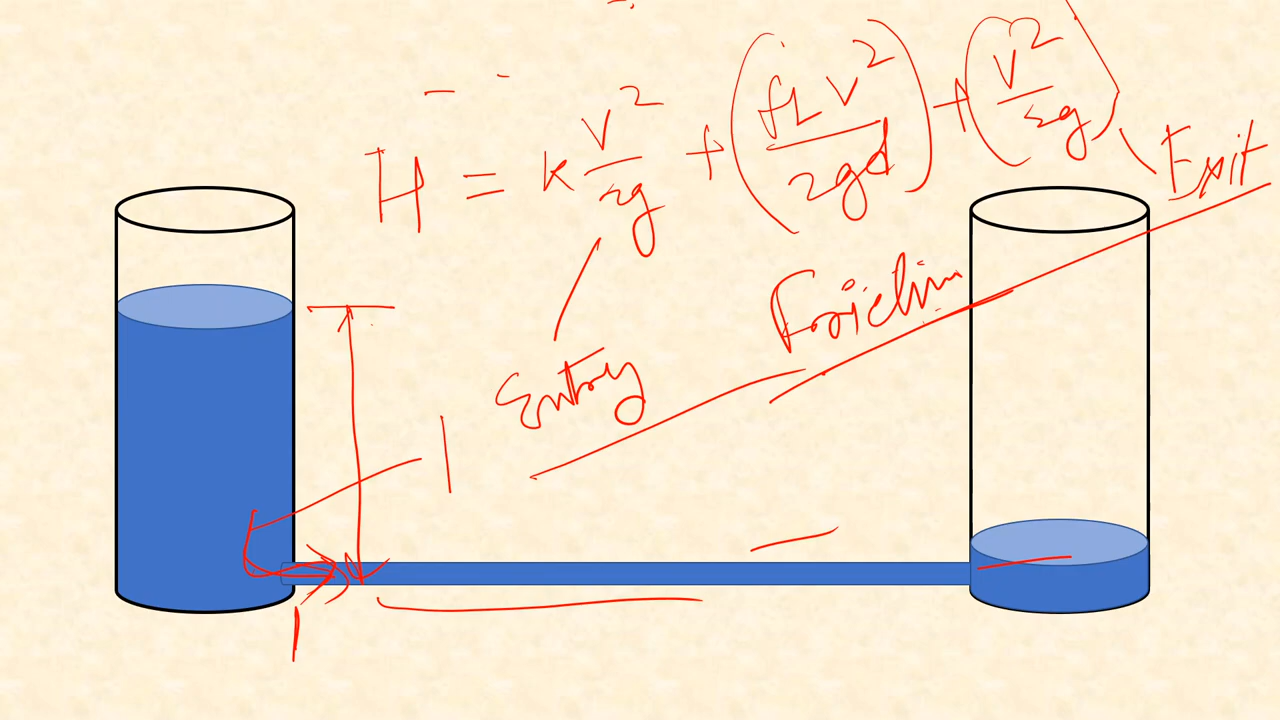 H = k V²/2g + (fLV²/2gd) + (V²/2g)
Exit
Friction
Entry